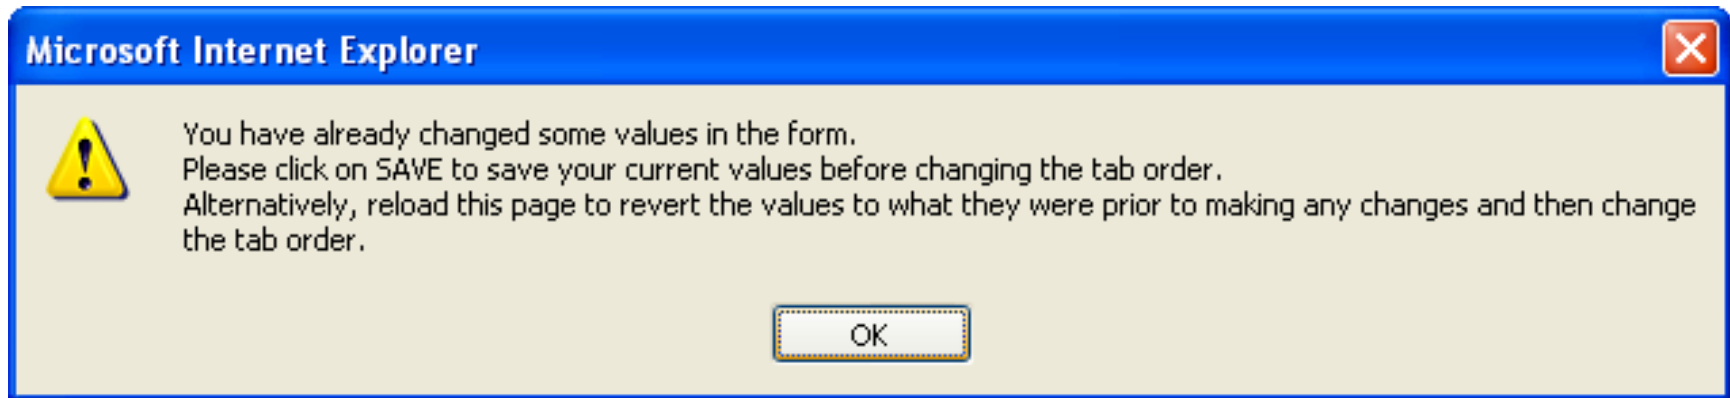 Microsoft Internet Explorer
You have already changed some values in the form.
Please click on SAVE to save your current values before changing the tab order.
Alternatively, reload this page to revert the values to what they were prior to making any changes and then change
the tab order.
OK